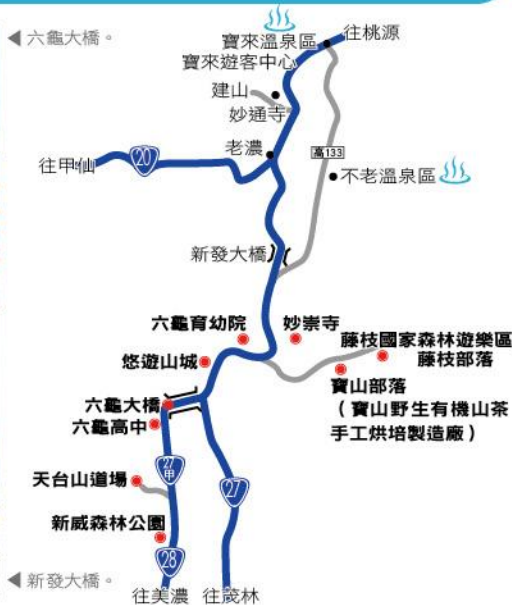 ◀ 六龜大橋。
往桃源
寶來溫泉區
寶來遊客中心
建山
妙通寺
老濃
高133
往甲仙
20
不老溫泉區
新發大橋
六龜育幼院
妙崇寺
藤枝國家森林遊樂區
藤枝部落
悠遊山城
寶山部落
（寶山野生有機山茶
手工烘培製造廠）
六龜大橋
六龜高中
27
甲
天台山道場
27
新威森林公園
28
◀ 新發大橋。
往美濃
往茂林